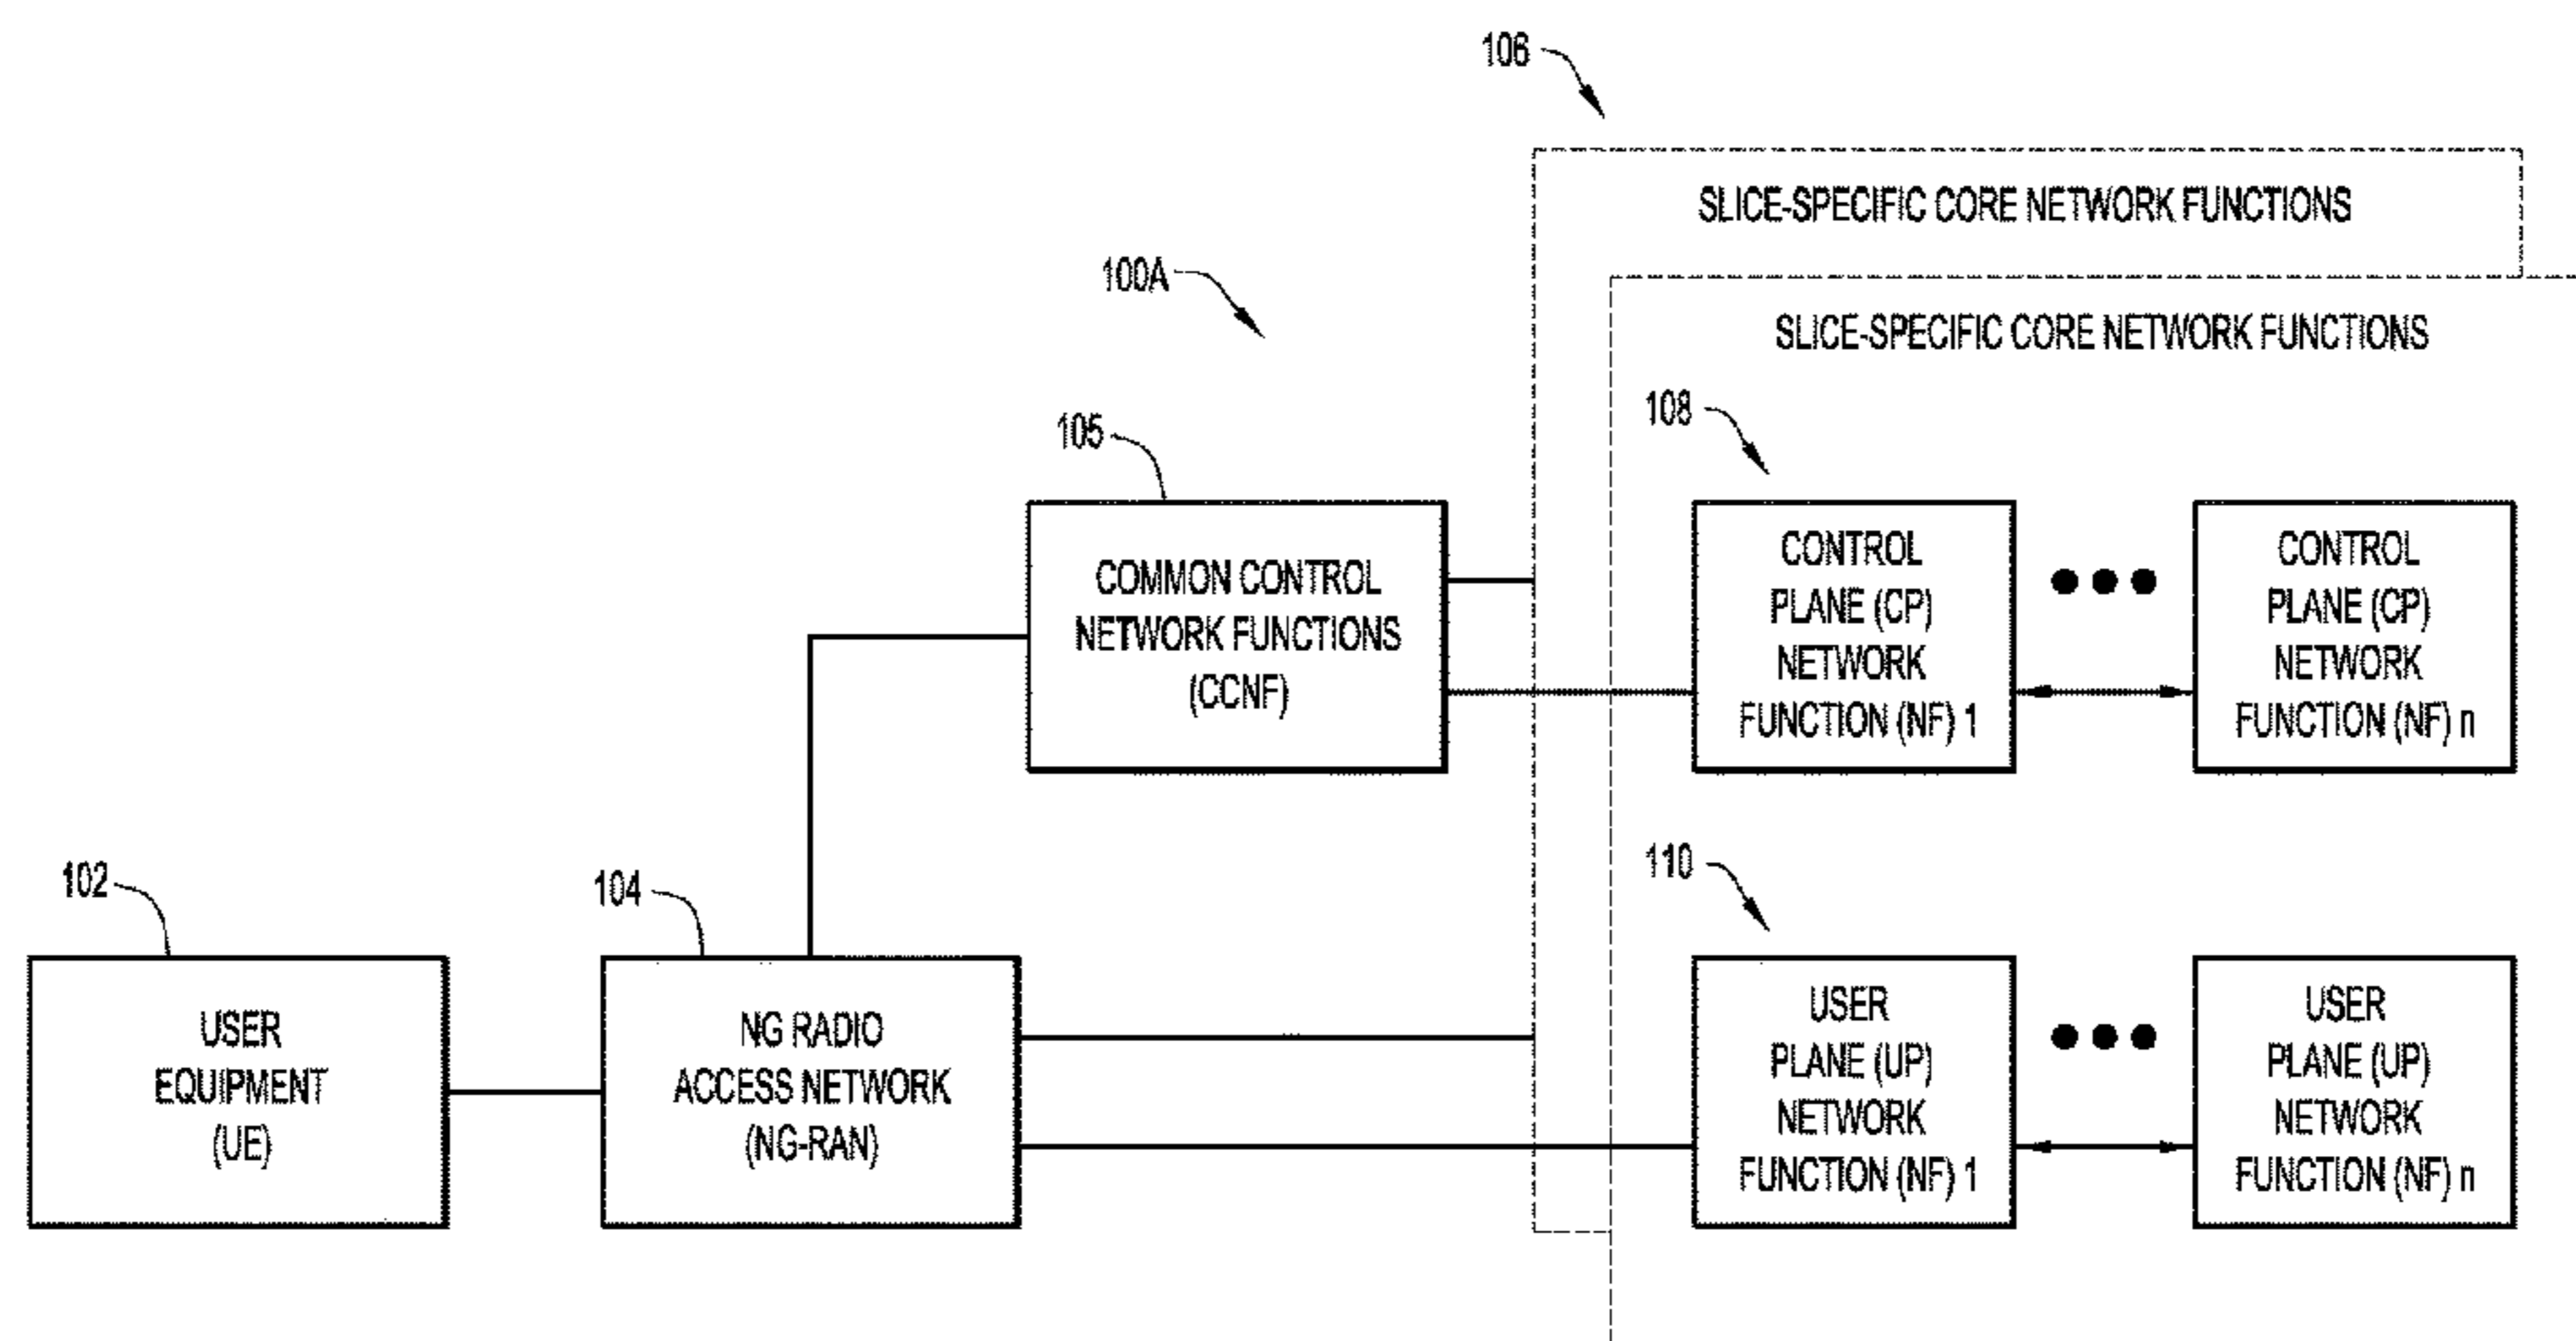 106
SLICE-SPECIFIC CORE NETWORK FUNCTIONS
100A
SLICE-SPECIFIC CORE NETWORK FUNCTIONS
108
105
COMMON CONTROL
NETWORK FUNCTIONS
(CCNF)
CONTROL
PLANE (CP)
NETWORK
FUNCTION (NF) 1
CONTROL
PLANE (CP)
NETWORK
FUNCTION (NF) n
102
104
110
USER
EQUIPMENT
(UE)
NG RADIO
ACCESS NETWORK
(NG-RAN)
USER
PLANE (UP)
NETWORK
FUNCTION (NF) 1
USER
PLANE (UP)
NETWORK
FUNCTION (NF) n